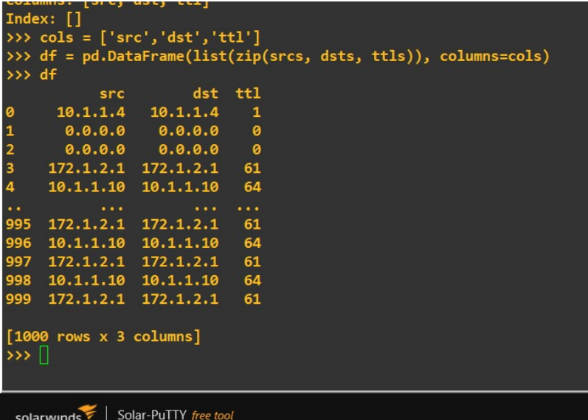 columns: [src, dst, ttl]
Index: []
>>> cols = ['src','dst','ttl']
>>> df = pd.DataFrame(list(zip(srcs, dsts, ttls)), columns=cols)
>>> df
src dst ttl
0 10.1.1.4 10.1.1.4 1
1 0.0.0.0 0.0.0.0 0
2 0.0.0.0 0.0.0.0 0
3 172.1.2.1 172.1.2.1 61
4 10.1.1.10 10.1.1.10 64
.. ... ... ...
995 172.1.2.1 172.1.2.1 61
996 10.1.1.10 10.1.1.10 64
997 172.1.2.1 172.1.2.1 61
998 10.1.1.10 10.1.1.10 64
999 172.1.2.1 172.1.2.1 61
[1000 rows x 3 columns]
>>>
solarwinds | Solar-PuTTY free tool